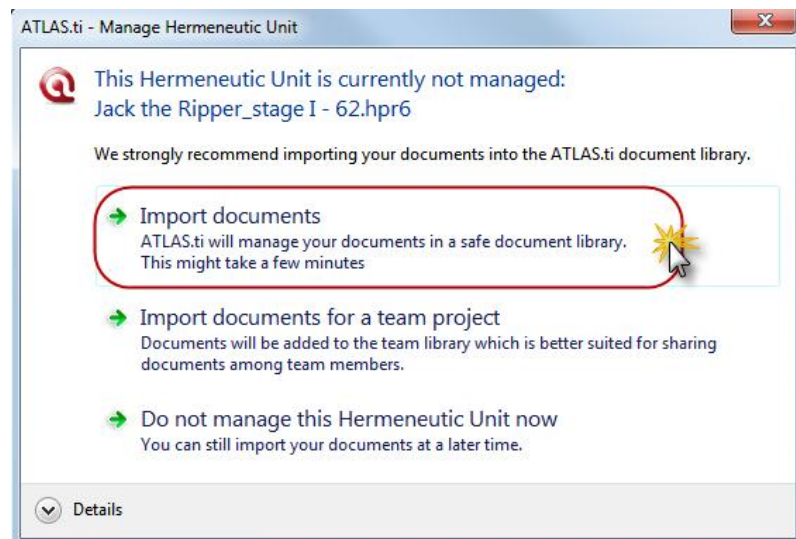 ATLAS.ti - Manage Hermeneutic Unit
This Hermeneutic Unit is currently not managed:
Jack the Ripper_stage I - 62.hpr6
We strongly recommend importing your documents into the ATLAS.ti document library.
Import documents
ATLAS.ti will manage your documents in a safe document library.
This might take a few minutes
Import documents for a team project
Documents will be added to the team library which is better suited for sharing
documents among team members.
Do not manage this Hermeneutic Unit now
You can still import your documents at a later time.
Details